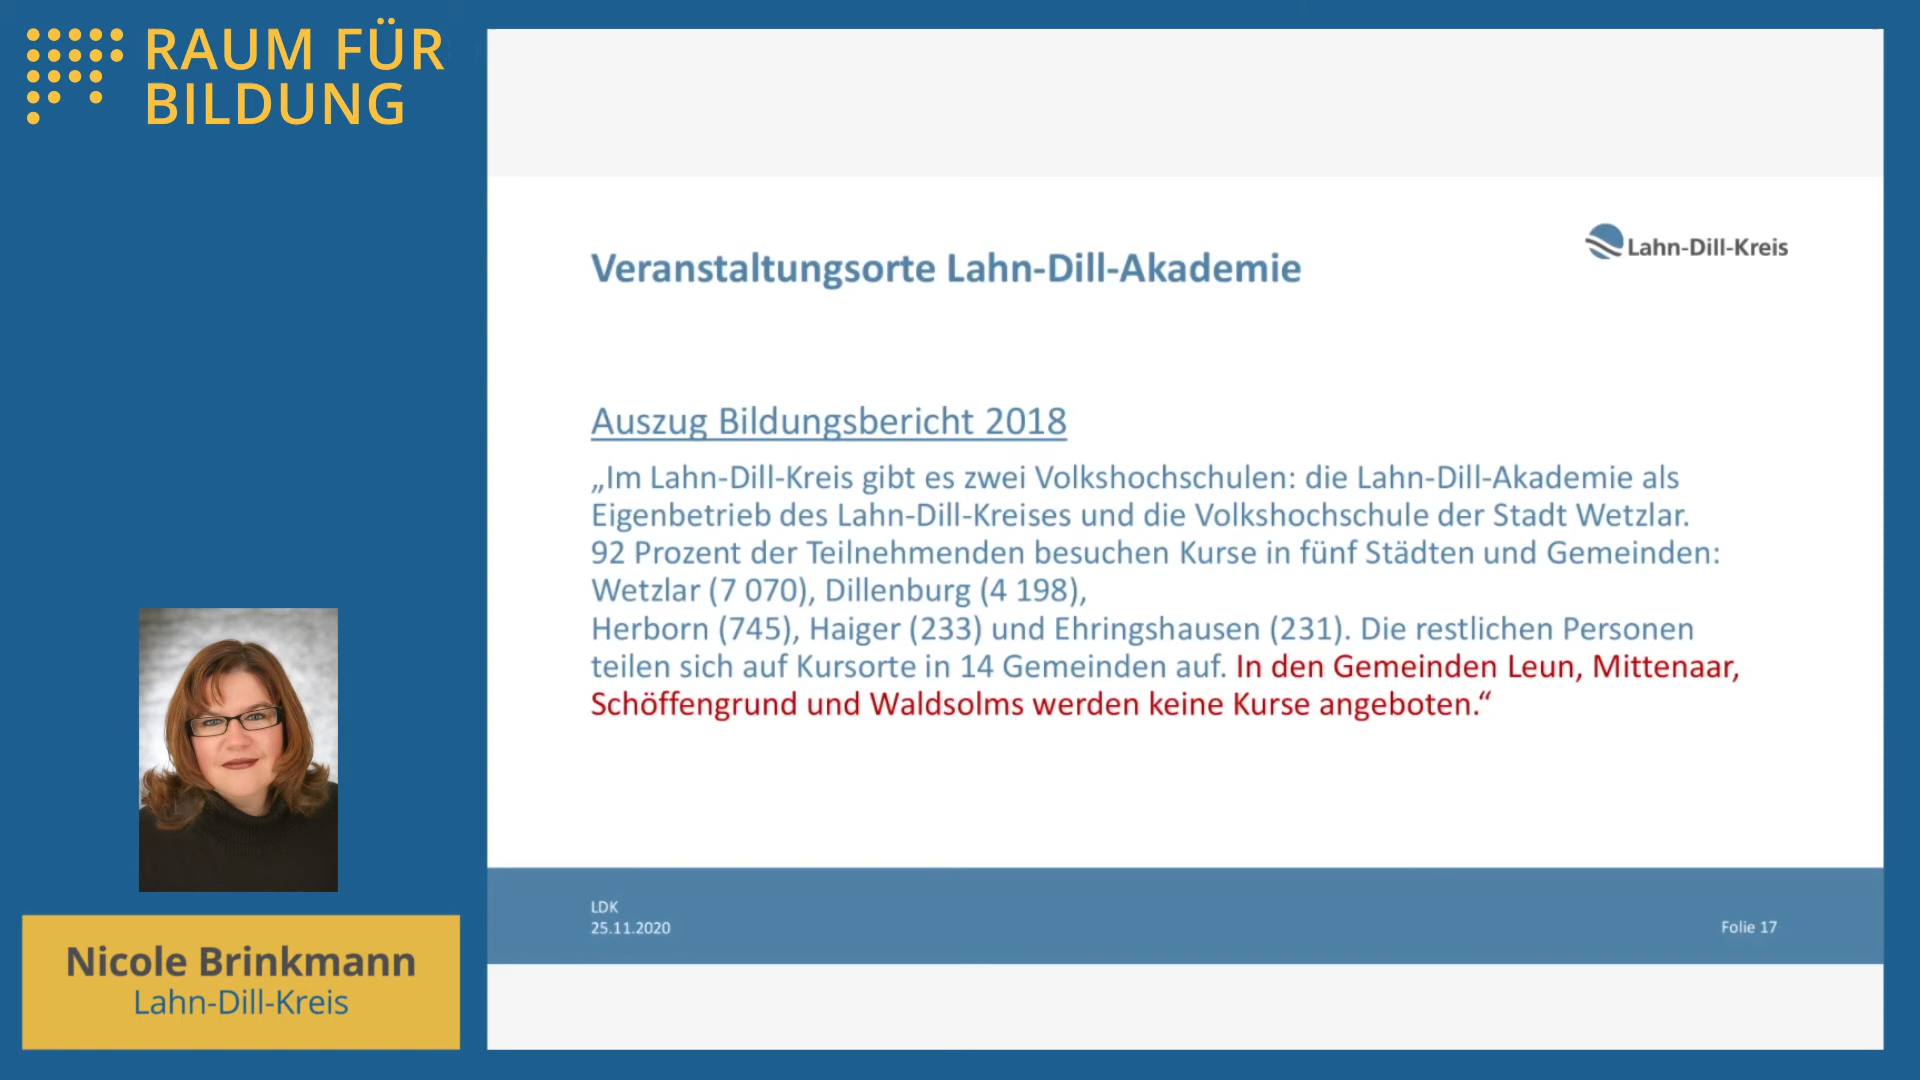 RAUM FÜR
BILDUNG
Lahn-Dill-Kreis
Veranstaltungsorte Lahn-Dill-Akademie
Auszug Bildungsbericht 2018
„Im Lahn-Dill-Kreis gibt es zwei Volkshochschulen: die Lahn-Dill-Akademie als
Eigenbetrieb des Lahn-Dill-Kreises und die Volkshochschule der Stadt Wetzlar.
92 Prozent der Teilnehmenden besuchen Kurse in fünf Städten und Gemeinden:
Wetzlar (7 070), Dillenburg (4 198),
Herborn (745), Haiger (233) und Ehringshausen (231). Die restlichen Personen
teilen sich auf Kursorte in 14 Gemeinden auf. In den Gemeinden Leun, Mittenaar,
Schöffengrund und Waldsolms werden keine Kurse angeboten.“
LDK
25.11.2020
Folie 17
Nicole Brinkmann
Lahn-Dill-Kreis